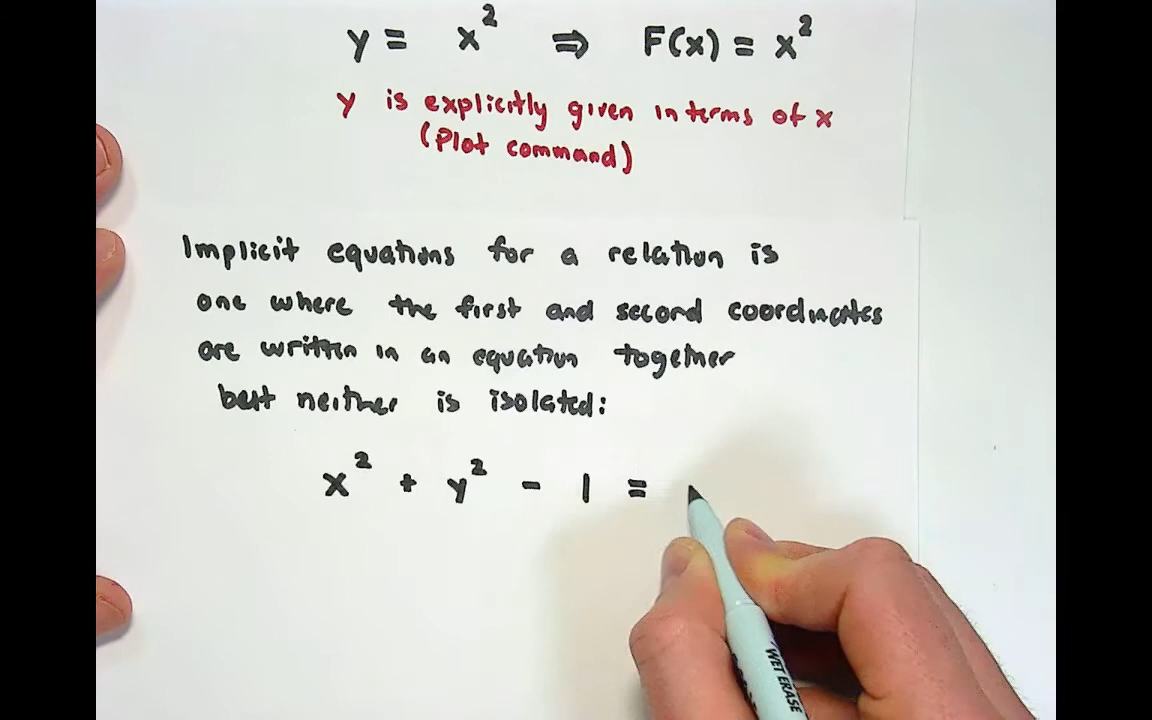 y = x² ⇒ F(x) = x²
y is explicitly given in terms of x
(Plot command)
Implicit equations for a relation is
one where the first and second coordinates
are written in an equation together
best neither is isolated:
x² + y² - 1 =
WET ERASE